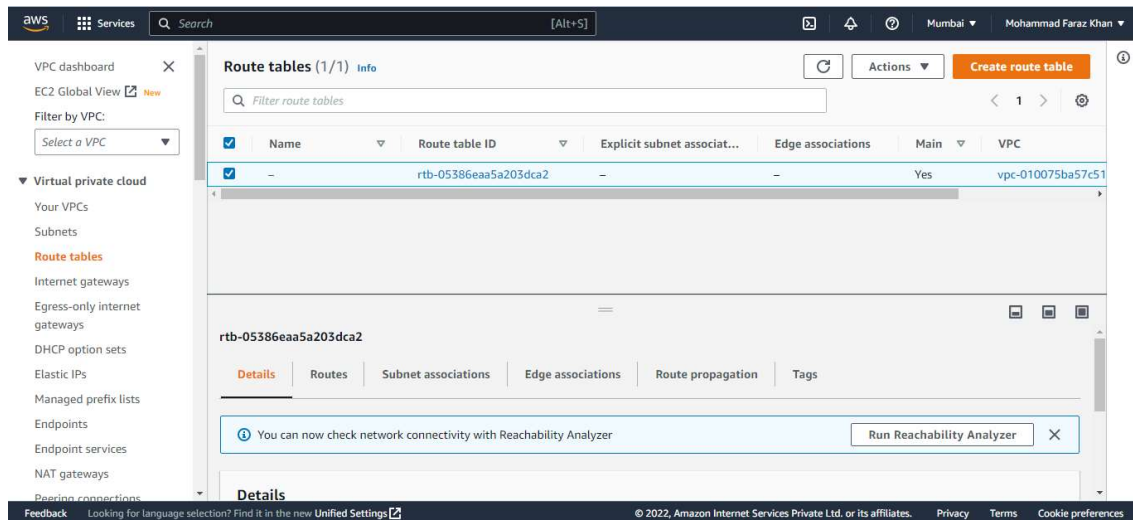 aws Services Search [Alt+S] Mumbai Mohammad Faraz Khan
VPC dashboard
EC2 Global View New
Filter by VPC:
Select a VPC
Virtual private cloud
Your VPCs
Subnets
Route tables
Internet gateways
Egress-only internet
gateways
DHCP option sets
Elastic IPs
Managed prefix lists
Endpoints
Endpoint services
NAT gateways
Peering connections
Route tables (1/1) Info
Actions
Create route table
Filter route tables
1
Name Route table ID Explicit subnet associat... Edge associations Main VPC
– rtb-05386eaa5a203dca2 – – Yes vpc-010075ba57c51
rtb-05386eaa5a203dca2
Details Routes Subnet associations Edge associations Route propagation Tags
You can now check network connectivity with Reachability Analyzer Run Reachability Analyzer
Details
Feedback Looking for language selection? Find it in the new Unified Settings © 2022, Amazon Internet Services Private Ltd. or its affiliates. Privacy Terms Cookie preferences